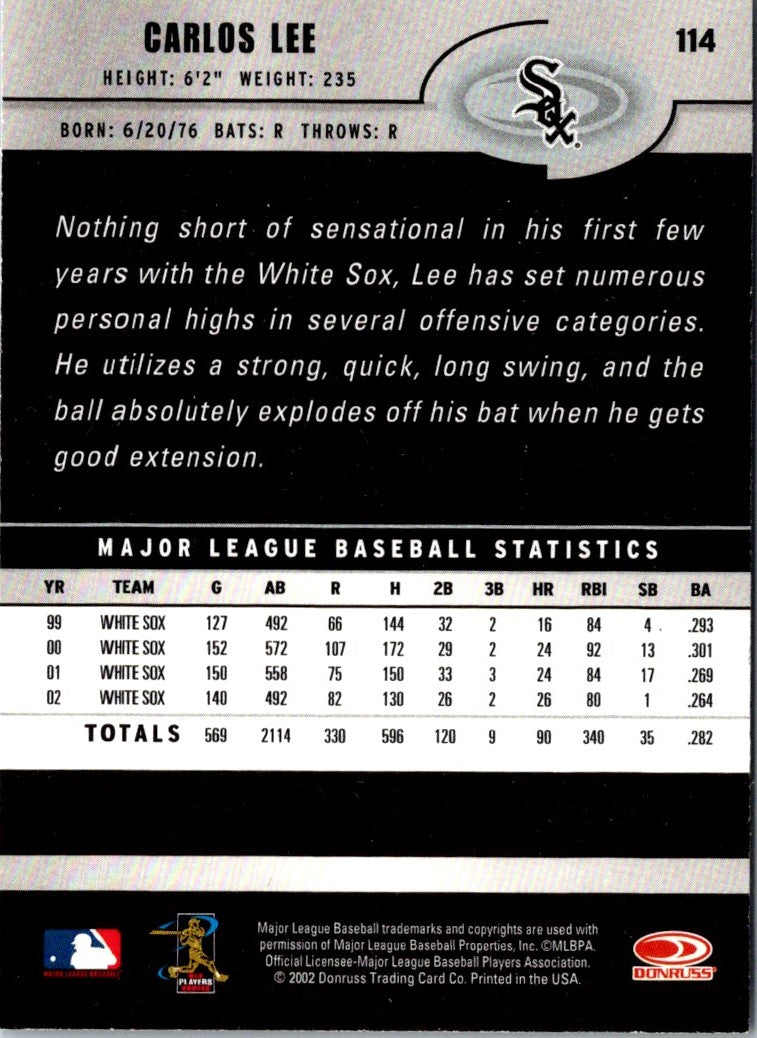 CARLOS LEE
114
HEIGHT: 6'2" WEIGHT: 235
Sox
BORN: 6/20/76 BATS: R THROWS: R
Nothing short of sensational in his first few
years with the White Sox, Lee has set numerous
personal highs in several offensive categories.
He utilizes a strong, quick, long swing, and the
ball absolutely explodes off his bat when he gets
good extension.
MAJOR LEAGUE BASEBALL STATISTICS
YR TEAM G AB R H 2B 3B HR RBI SB BA
99 WHITE SOX 127 492 66 144 32 2 16 84 4 .293
00 WHITE SOX 152 572 107 172 29 2 24 92 13 .301
01 WHITE SOX 150 558 75 150 33 3 24 84 17 .269
02 WHITE SOX 140 492 82 130 26 2 26 80 1 .264
TOTALS 569 2114 330 596 120 9 90 340 35 .282
Major League Baseball trademarks and copyrights are used with
permission of Major League Baseball Properties, Inc. ©MLBPA.
Official Licensee-Major League Baseball Players Association.
© 2002 Donruss Trading Card Co. Printed in the USA.
MAJOR LEAGUE BASEBALL
PLAYERS
CHOICE
DONRUSS